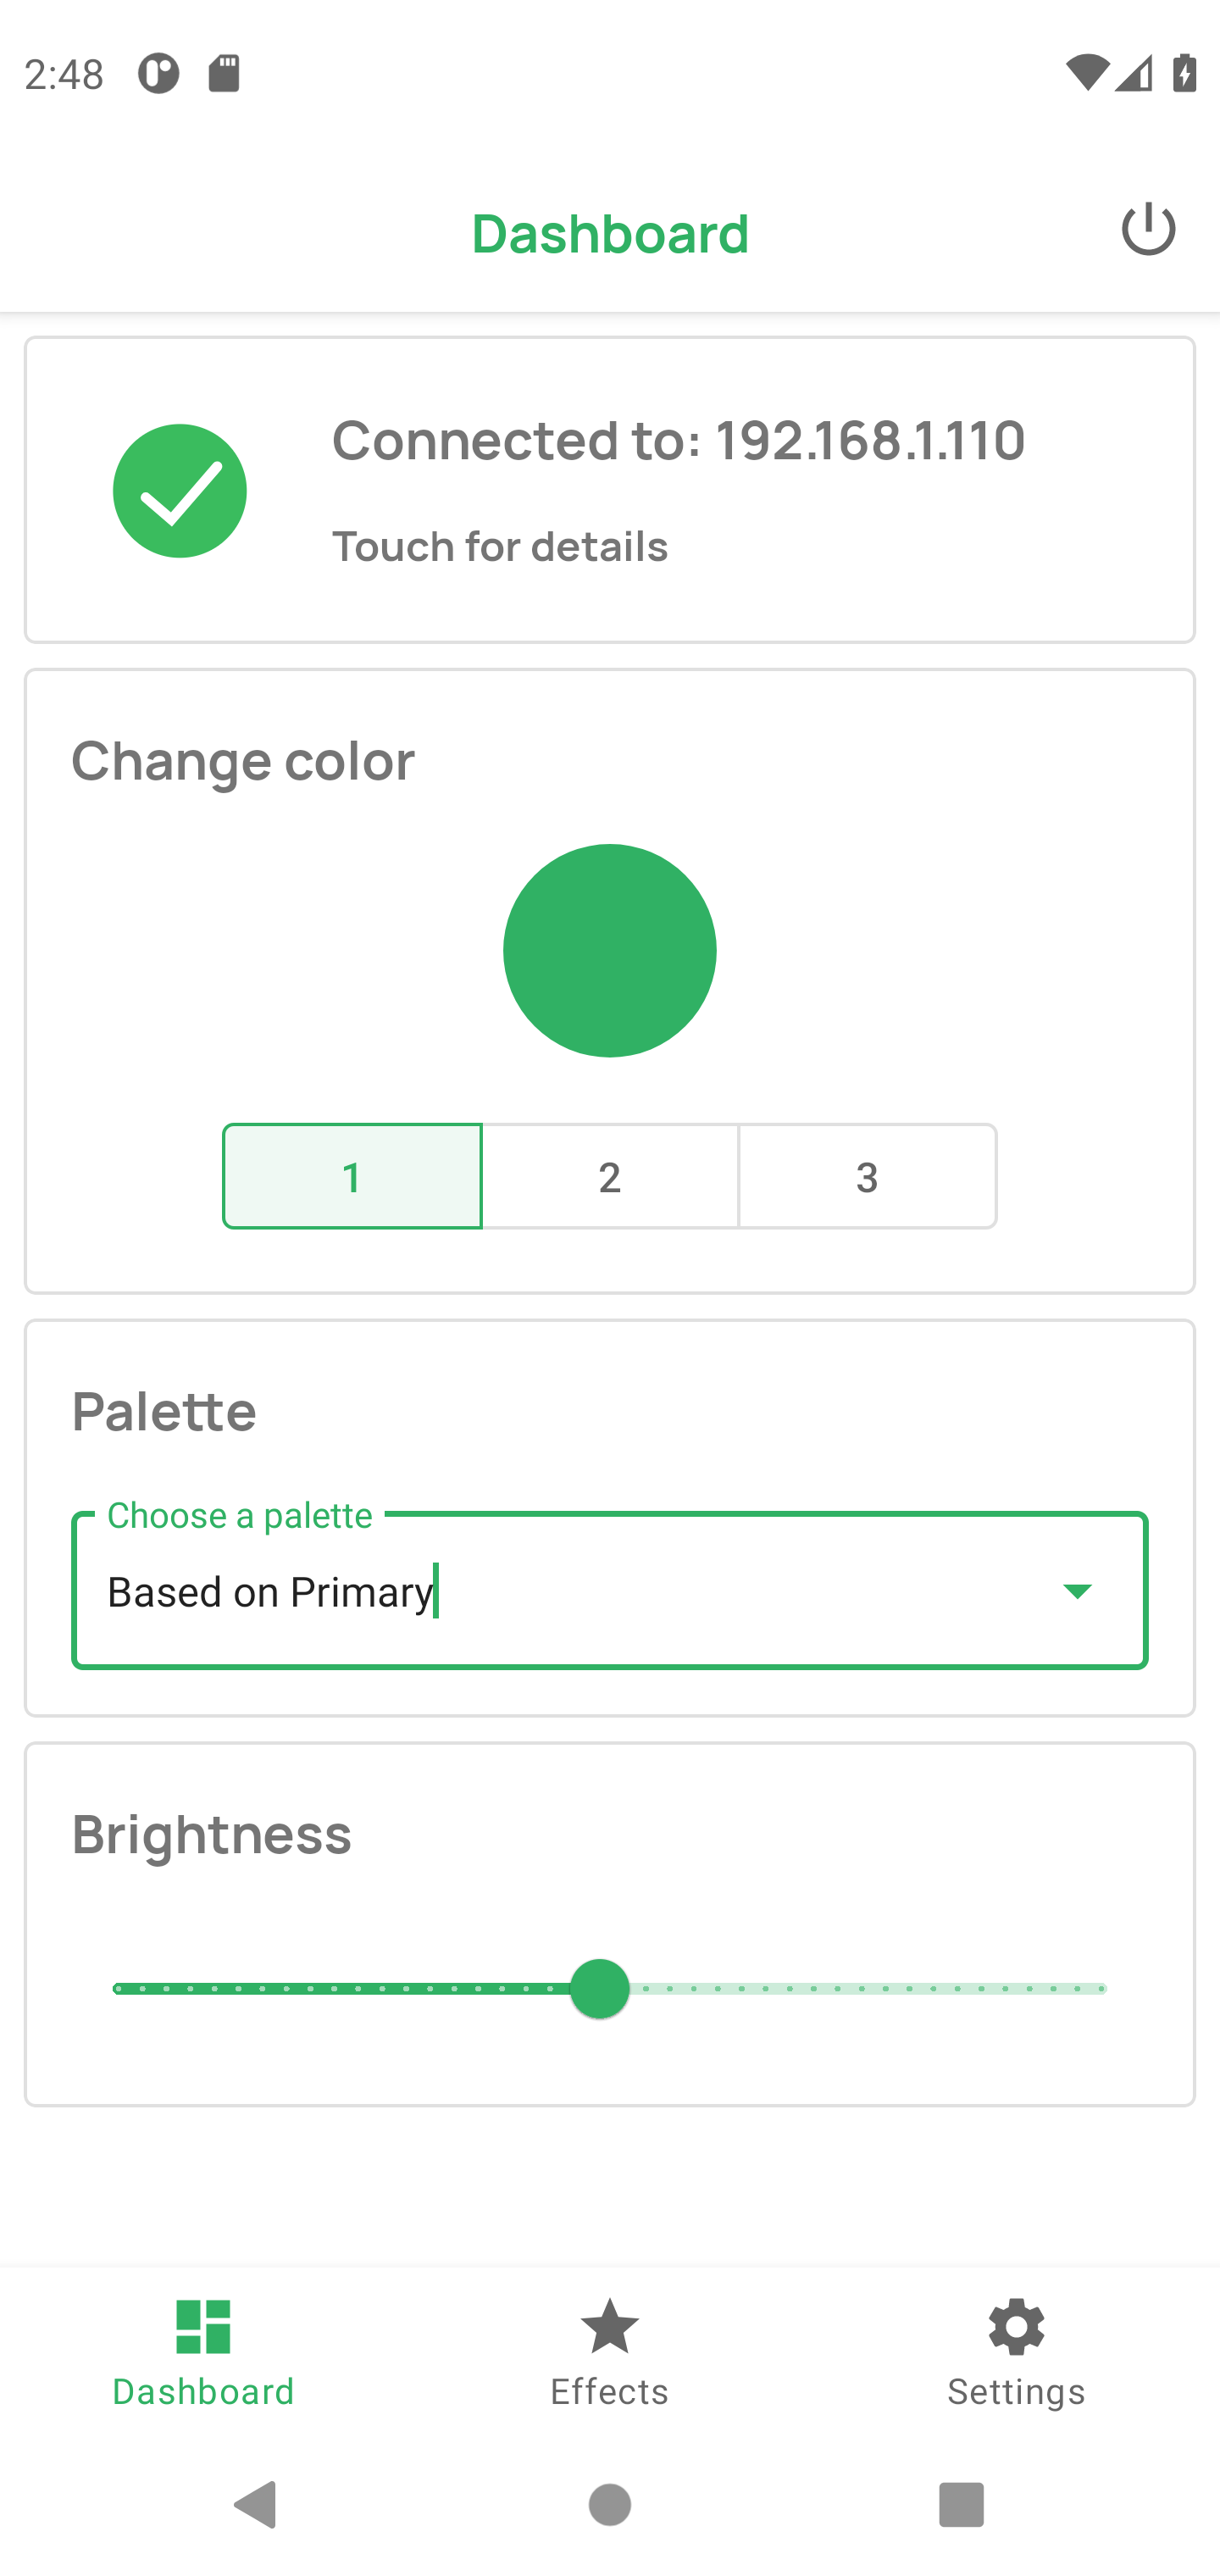 2:48
Dashboard
Connected to: 192.168.1.110
Touch for details
Change color
1 2 3
Palette
Choose a palette
Based on Primary
Brightness
Dashboard Effects Settings